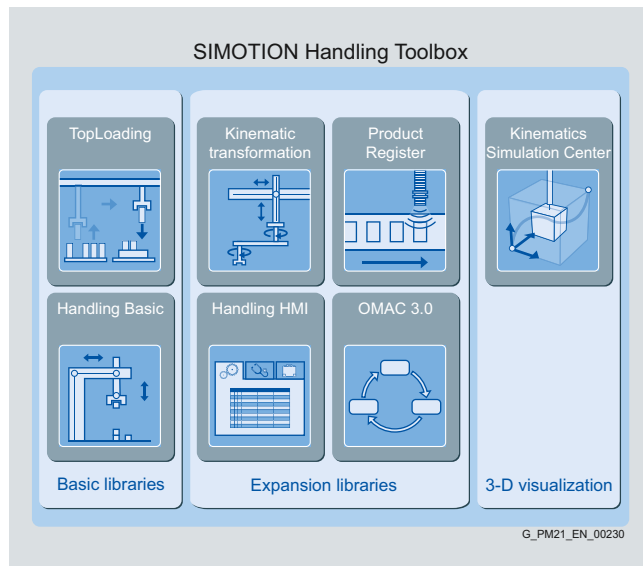 SIMOTION Handling Toolbox
TopLoading
Kinematic
transformation
Product
Register
Kinematics
Simulation Center
Handling Basic
Handling HMI
OMAC 3.0
Basic libraries
Expansion libraries
3-D visualization
G_PM21_EN_00230